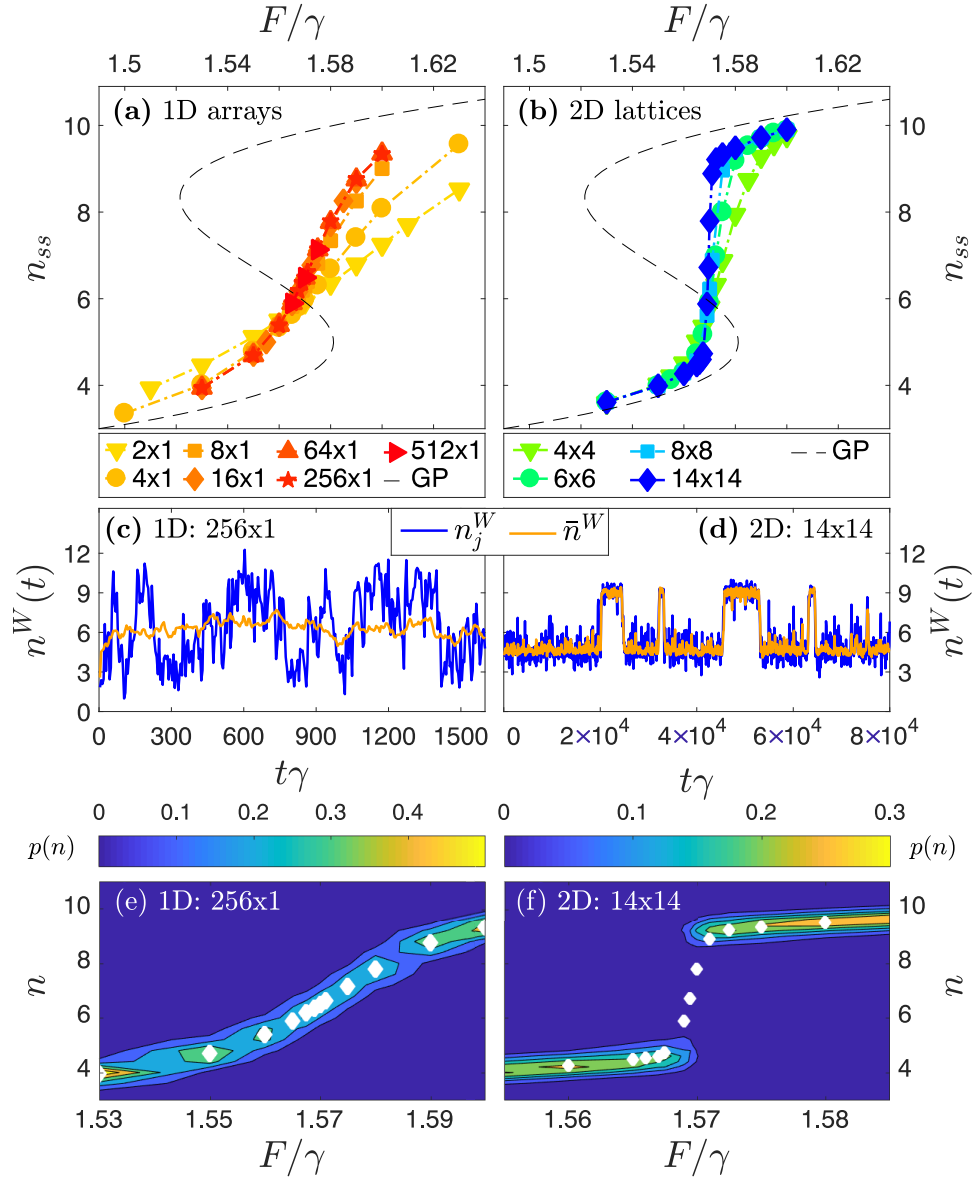 F/γ F/γ
1.5 1.54 1.58 1.62 1.5 1.54 1.58 1.62
(a) 1D arrays (b) 2D lattices
10 10
8 8
6 6
4 4
n_ss n_ss
2x1 8x1 64x1 512x1
4x1 16x1 256x1 GP
4x4 8x8 GP
6x6 14x14
(c) 1D: 256x1 n_j^W n̄^W (d) 2D: 14x14
12 12
9 9
6 6
3 3
0
n^W(t) n^W(t)
0 300 600 900 1200 1500 0 2×10^4 4×10^4 6×10^4 8×10^4
tγ tγ
0 0.1 0.2 0.3 0.4 0 0.1 0.2 0.3
p(n) p(n)
(e) 1D: 256x1 (f) 2D: 14x14
10 10
8 8
6 6
4 4
n n
1.53 1.55 1.57 1.59 1.56 1.57 1.58
F/γ F/γ